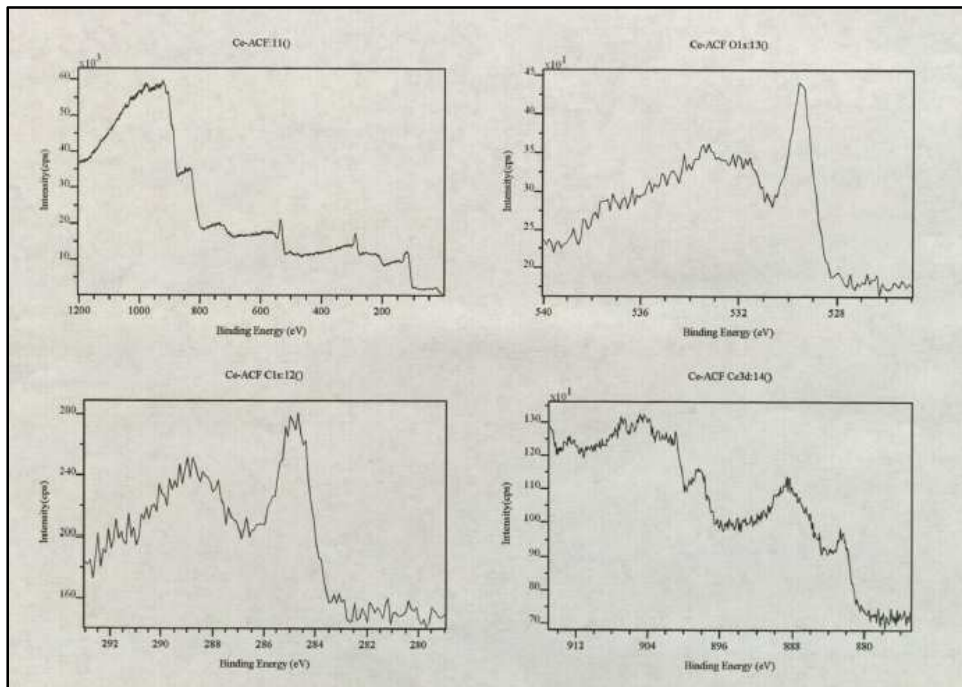 Ce-ACF:11()
x10³
60
50
40
30
20
10
Intensity(cps)
1200 1000 800 600 400 200
Binding Energy (eV)
Ce-ACF O1s:13()
x10¹
45
40
35
30
25
20
Intensity(cps)
540 536 532 528
Binding Energy (eV)
Ce-ACF C1s:12()
280
240
200
160
Intensity(cps)
292 290 288 286 284 282 280
Binding Energy (eV)
Ce-ACF Ce3d:14()
x10¹
130
120
110
100
90
80
70
Intensity(cps)
912 904 896 888 880
Binding Energy (eV)